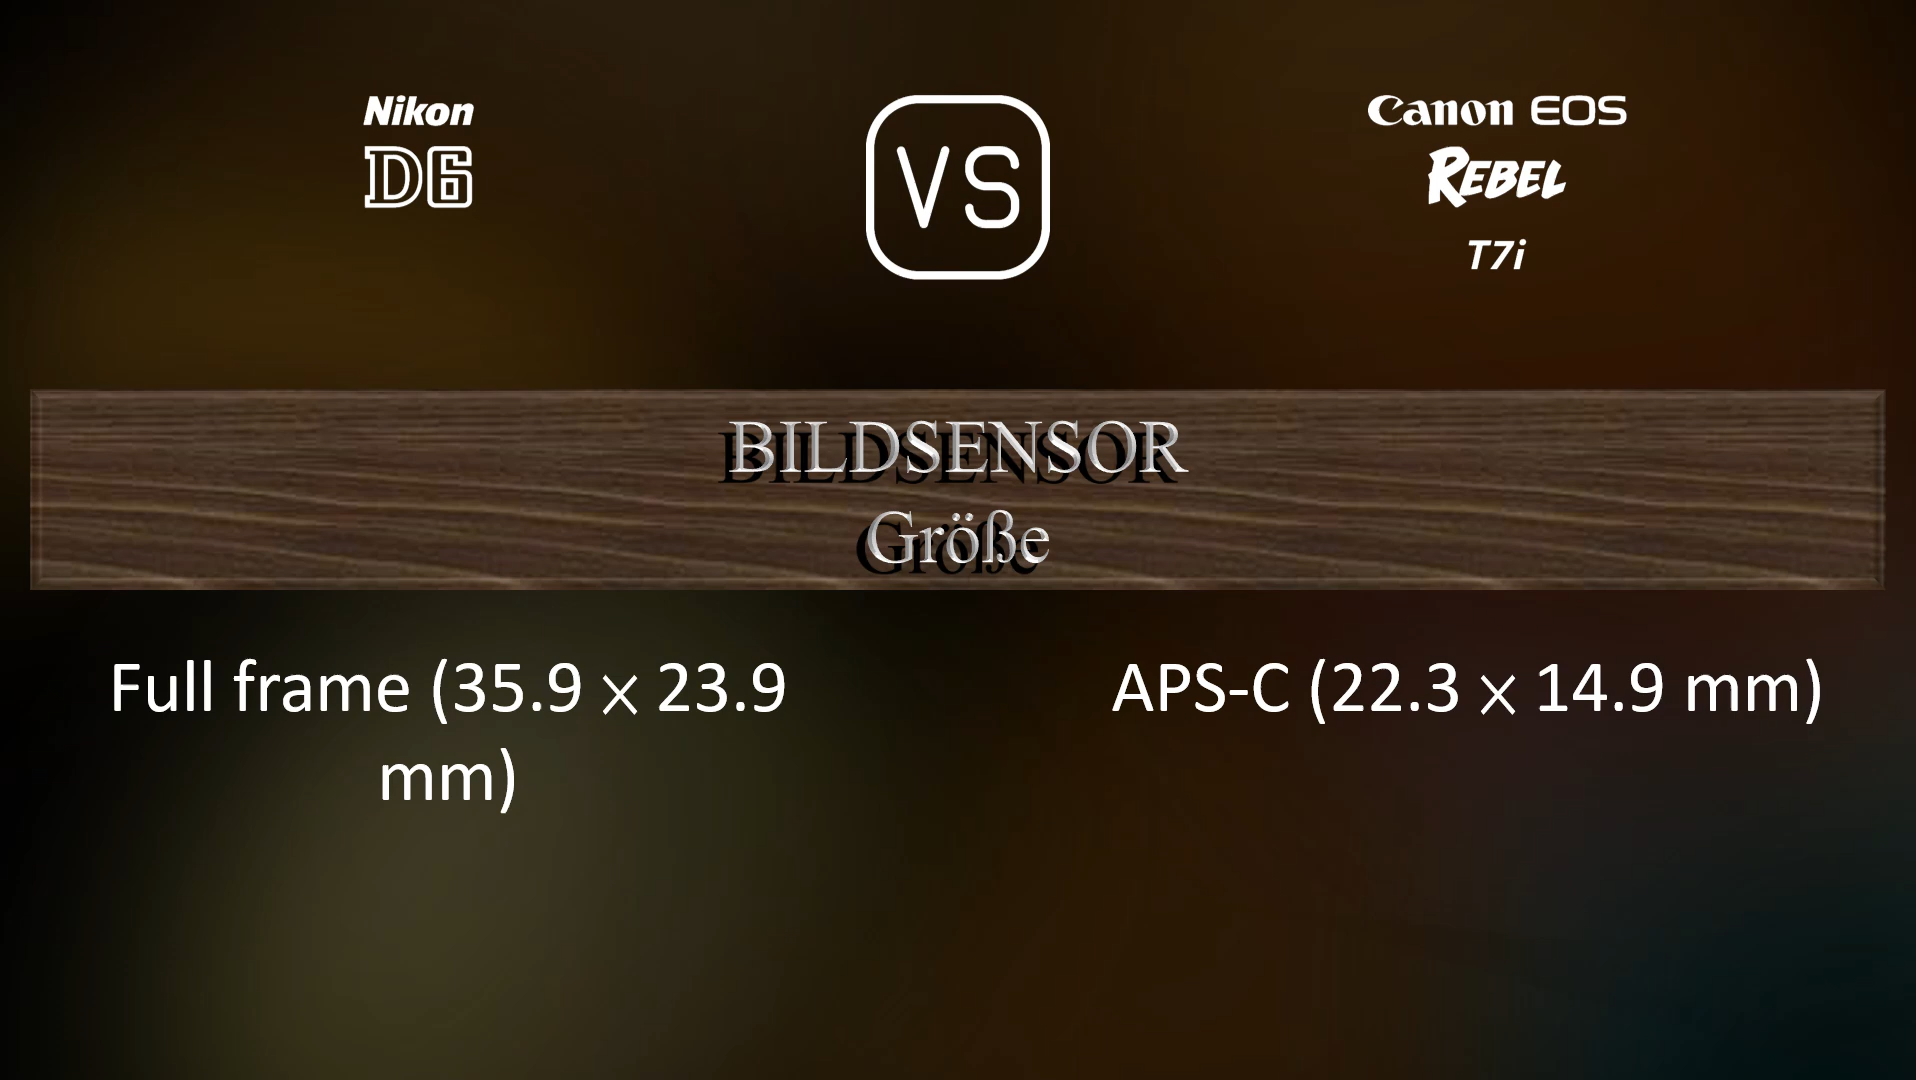 Nikon
D6
VS
Canon EOS
REBEL
T7i
BILDSENSOR
Größe
Full frame (35.9 x 23.9
mm)
APS-C (22.3 x 14.9 mm)